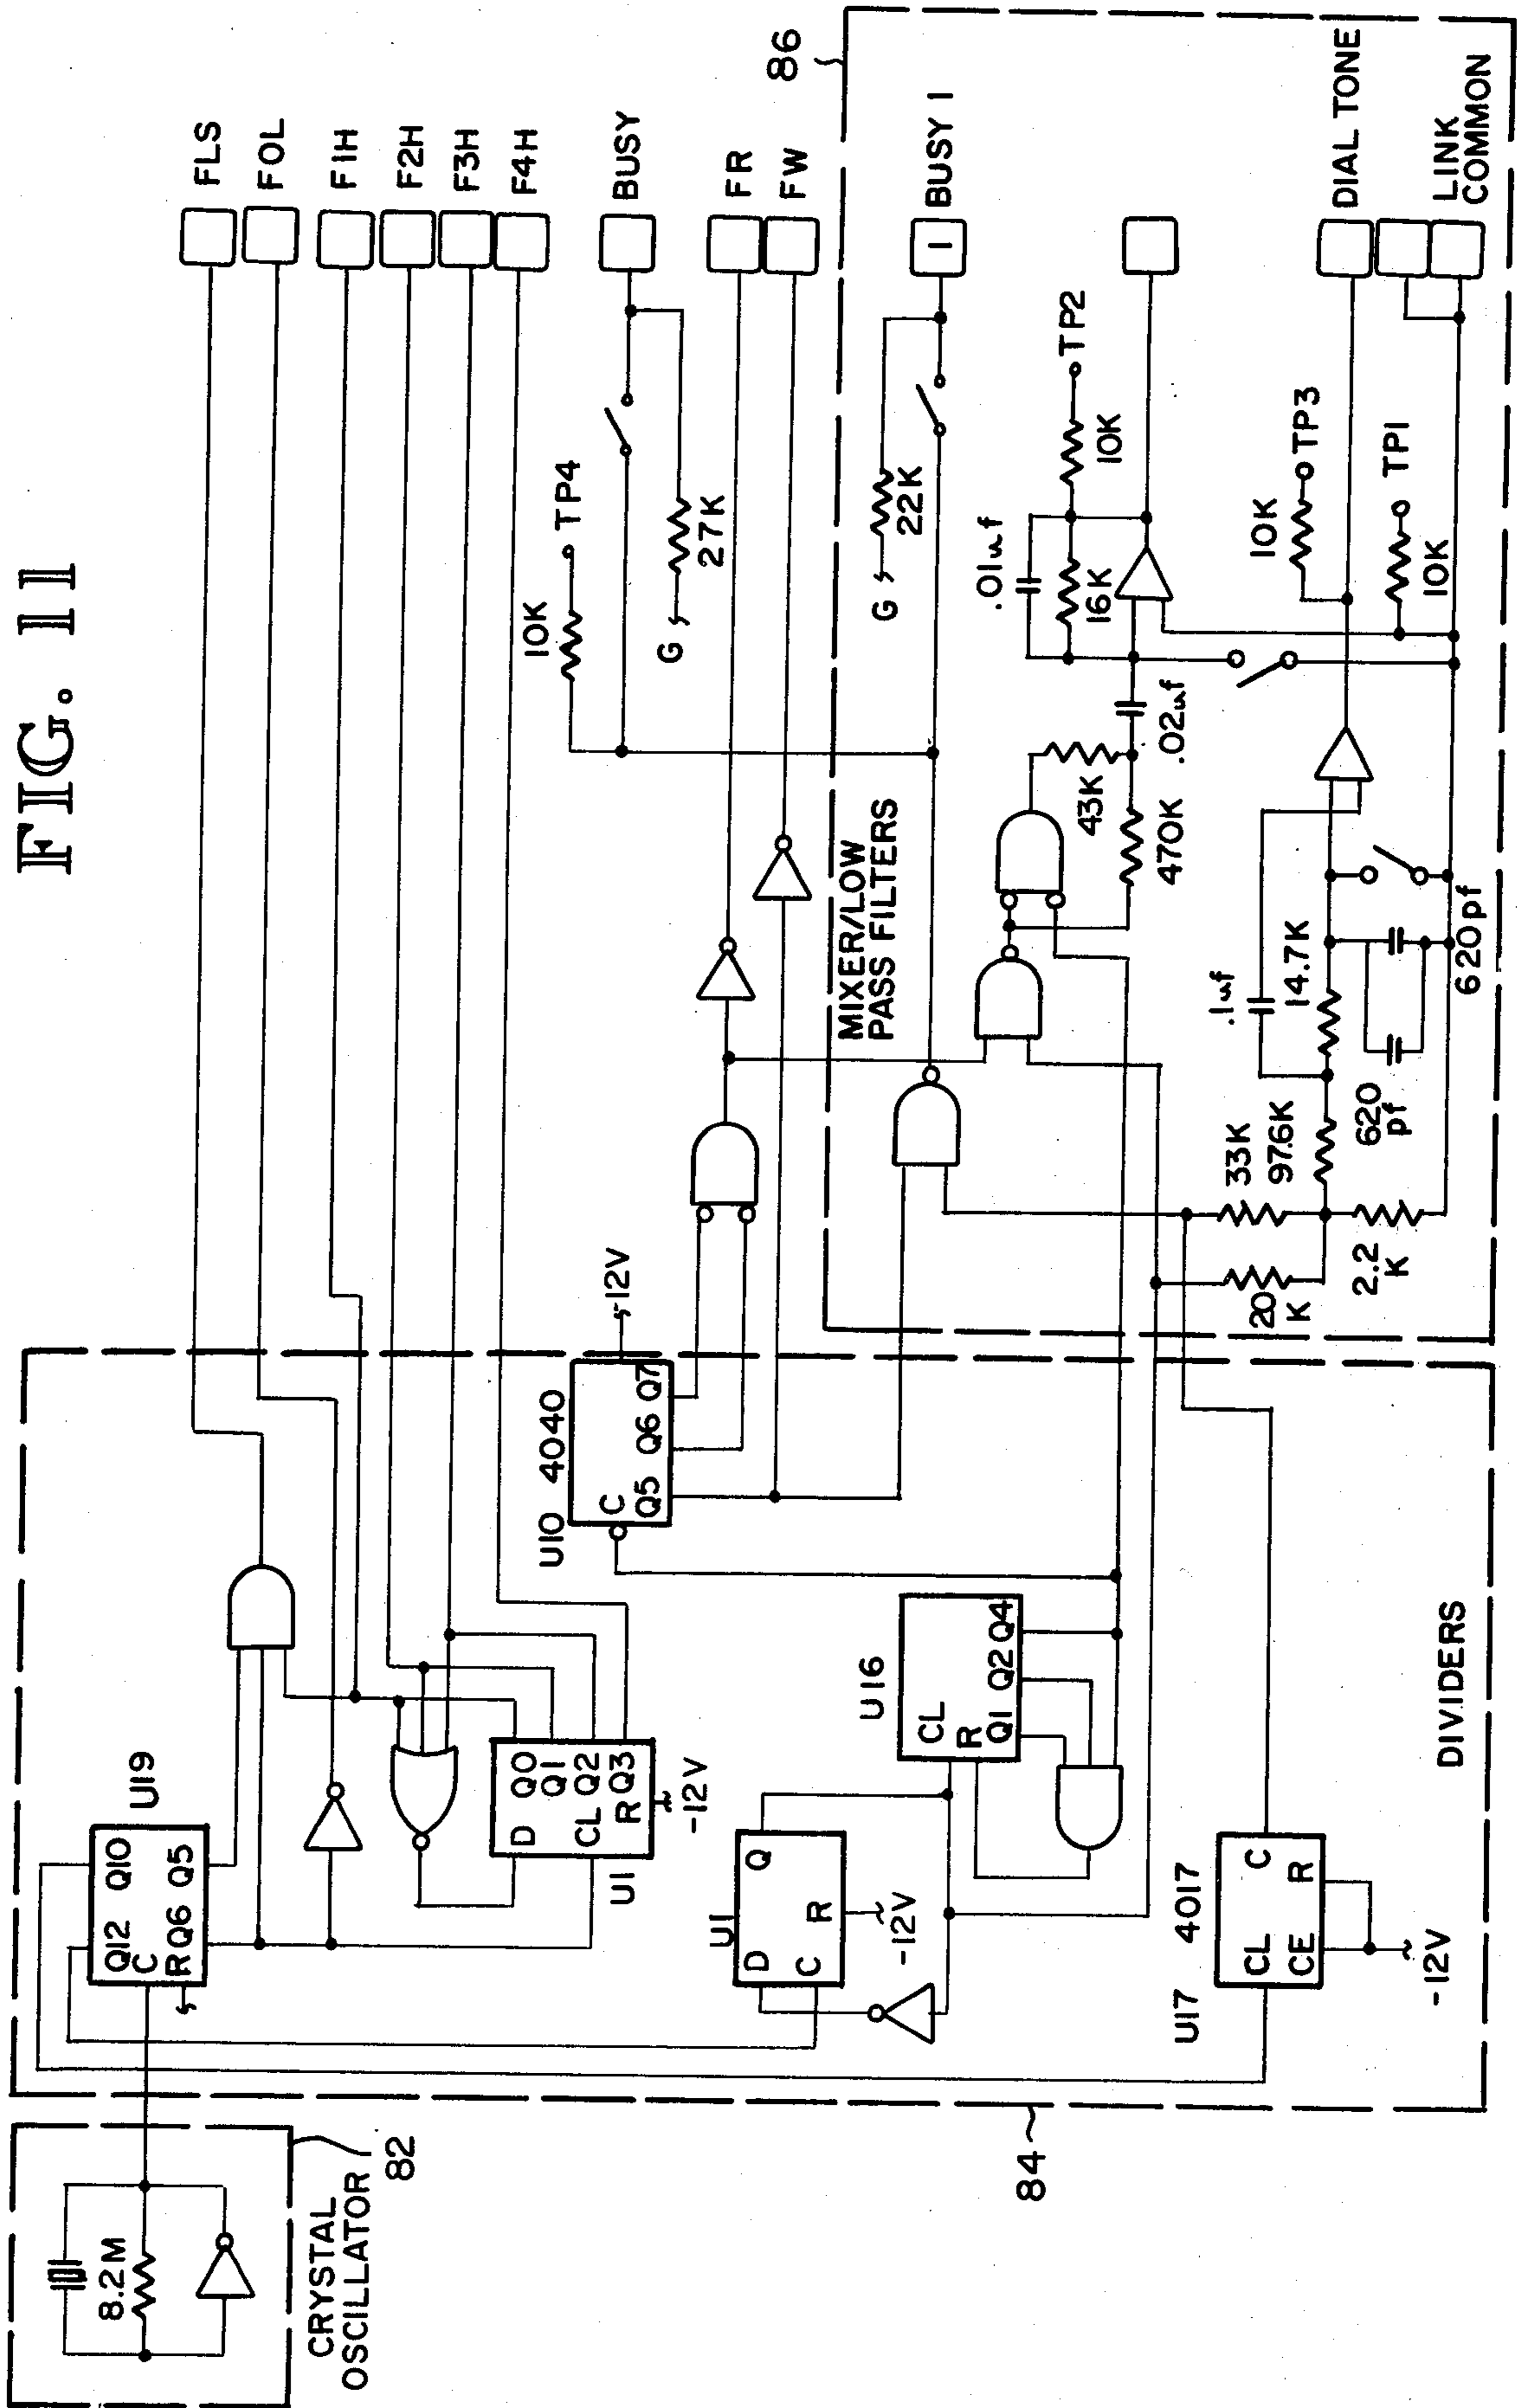 FIG. 11
CRYSTAL
OSCILLATOR
82
8.2M
84
DIVIDERS
U19
Q12
Q10
C
R
Q6
Q5
U1
D
Q0
Q1
CL
Q2
R
Q3
-12V
U1
D
Q
C
R
-12V
U16
CL
R
Q1
Q2
Q4
U17
4017
CL
C
CE
R
-12V
U10
4040
C
Q5
Q6
Q7
-12V
MIXER/LOW
PASS FILTERS
86
10K
TP4
G
27K
G
22K
.01uf
16K
10K
TP2
43K
470K
.02uf
33K
97.6K
20
K
2.2
K
.1uf
14.7K
620
pf
620pf
10K
TP3
10K
TP1
FLS
FOL
F1H
F2H
F3H
F4H
BUSY
FR
FW
1
BUSY 1
DIAL TONE
LINK
COMMON